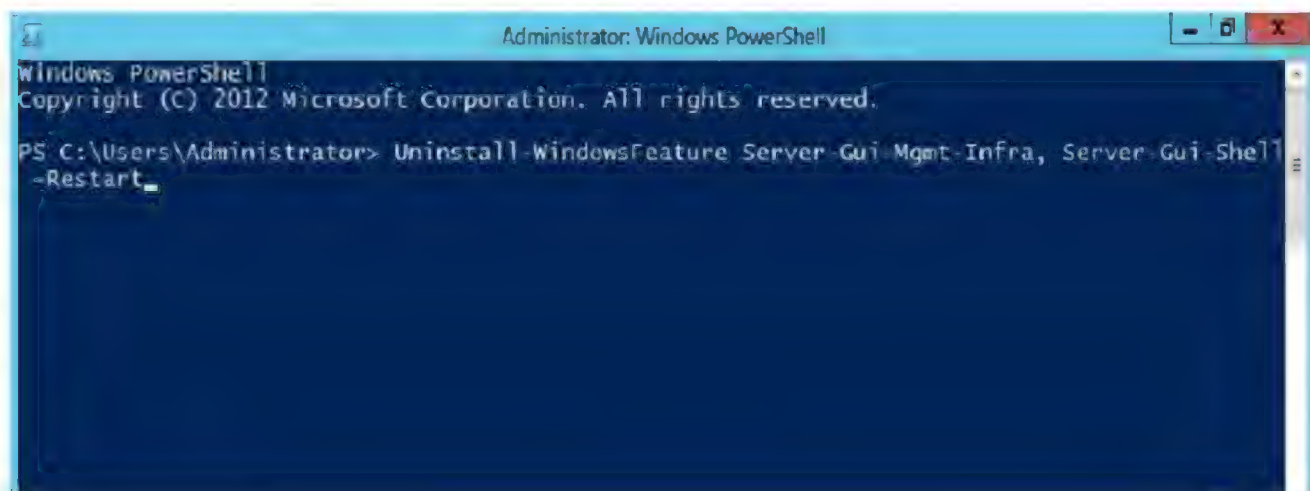 Administrator: Windows PowerShell
Windows PowerShell
Copyright (C) 2012 Microsoft Corporation. All rights reserved.
PS C:\Users\Administrator> Uninstall-WindowsFeature Server-Gui-Mgmt-Infra, Server-Gui-Shell
-Restart